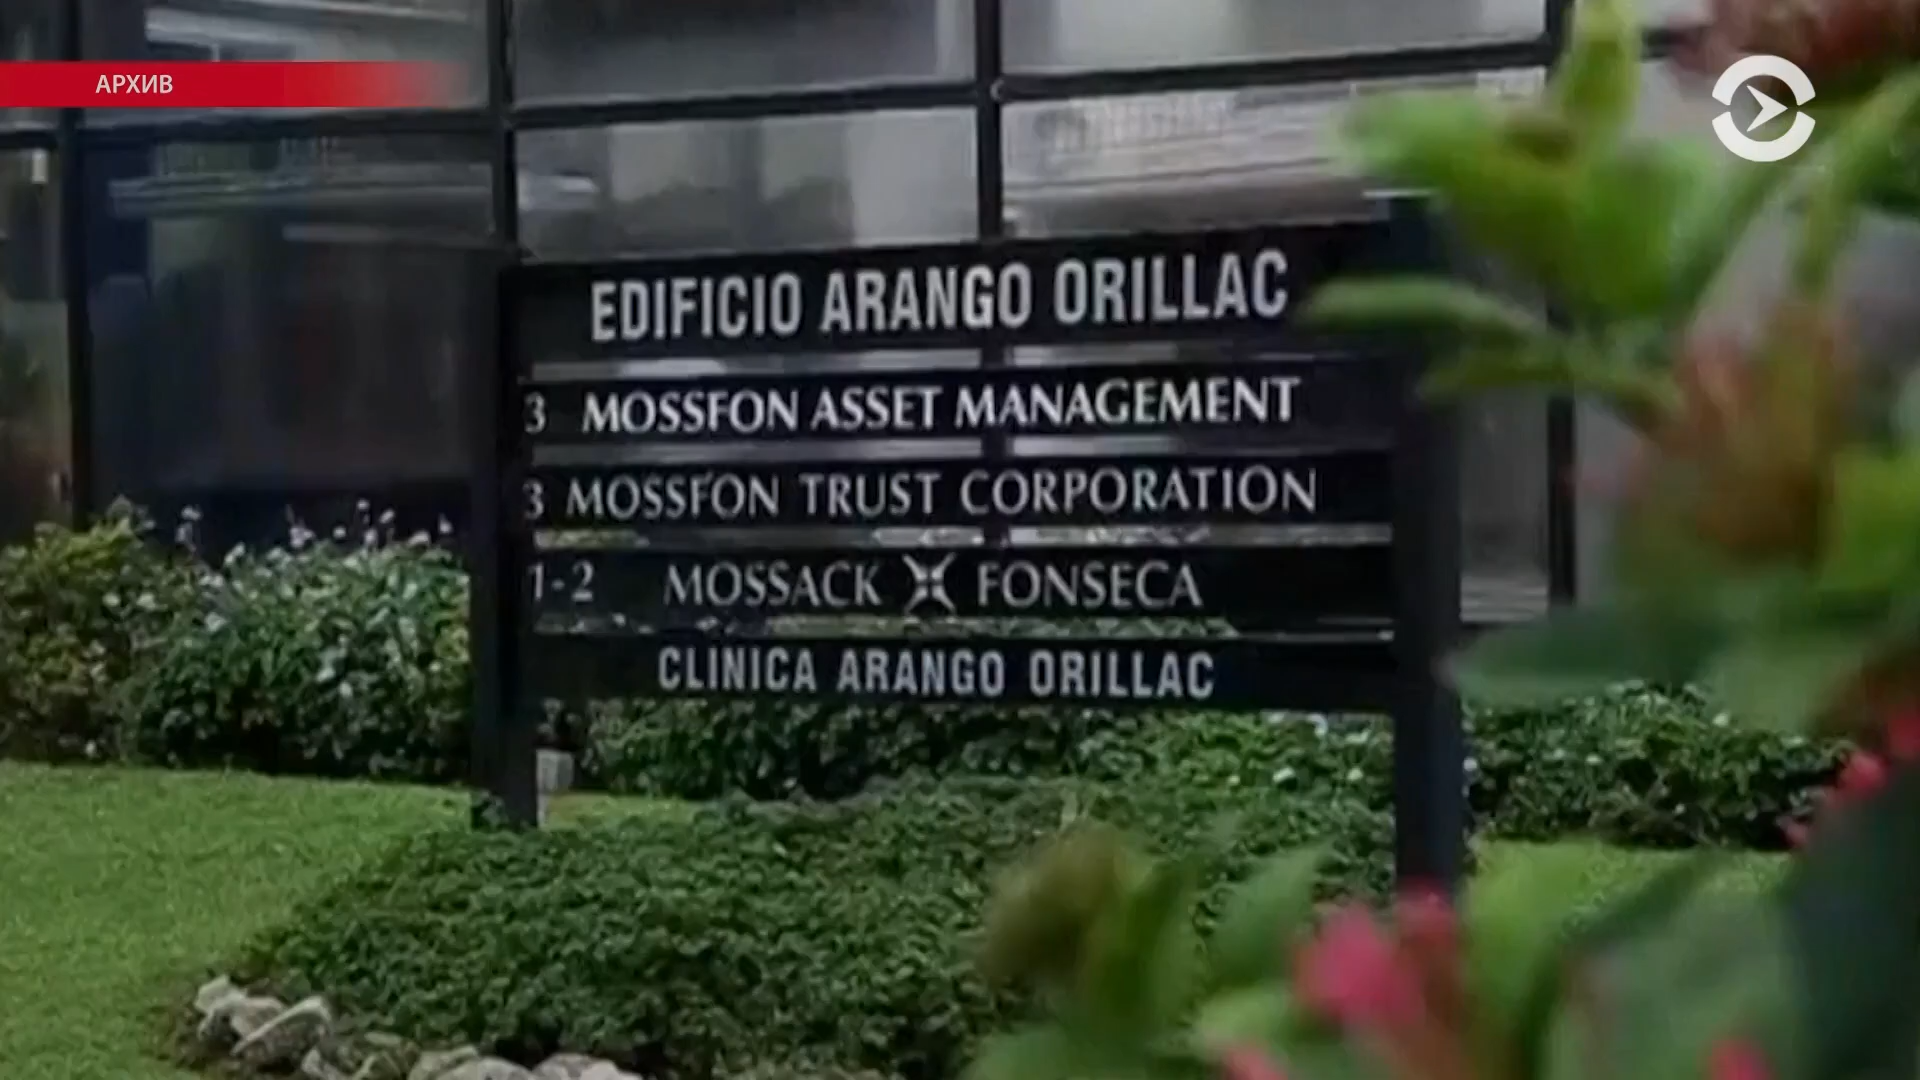 АРХИВ
EDIFICIO ARANGO ORILLAC
3 MOSSFON ASSET MANAGEMENT
3 MOSSFON TRUST CORPORATION
1-2 MOSSACK FONSECA
CLINICA ARANGO ORILLAC